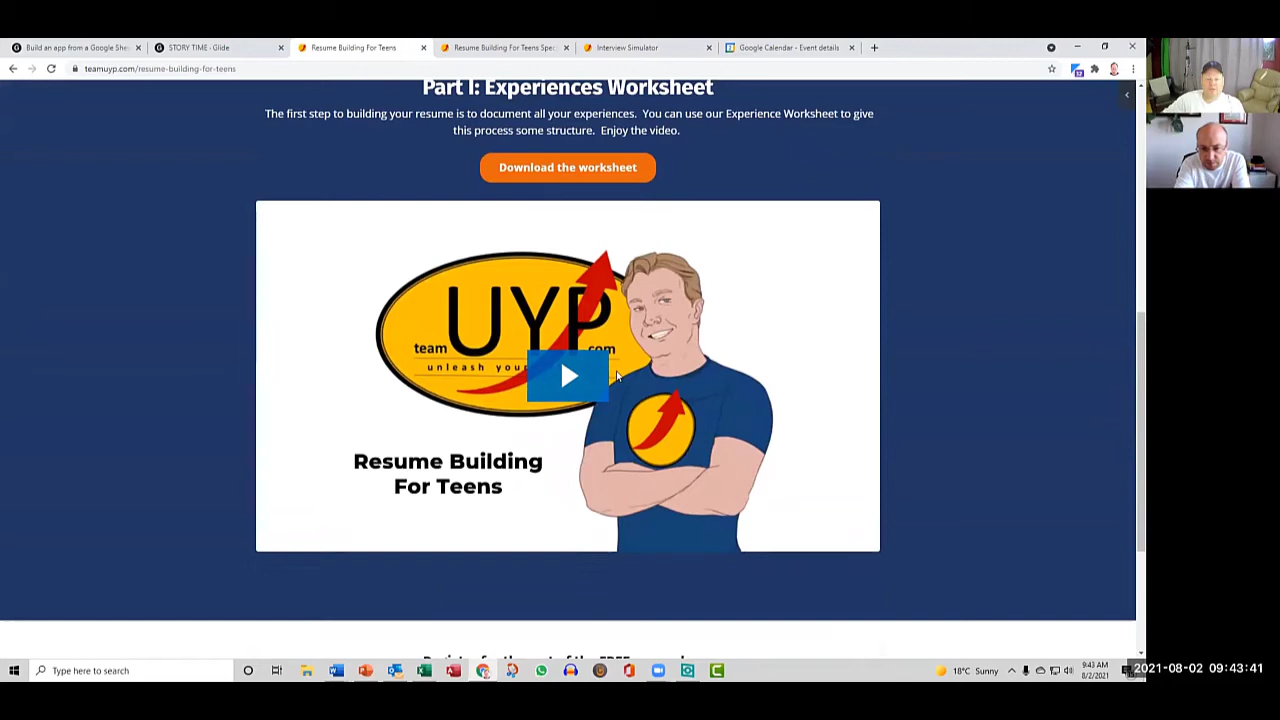 Build an app from a Google She
STORY TIME - Glide
Resume Building For Teens
Resume Building For Teens Spec
Interview Simulator
Google Calendar - Event details
teamuyp.com/resume-building-for-teens
Part I: Experiences Worksheet
The first step to building your resume is to document all your experiences. You can use our Experience Worksheet to give
this process some structure. Enjoy the video.
Download the worksheet
UYP
team
com
unleash your
Resume Building
For Teens
Type here to search
18°C Sunny
9:43 AM
8/2/2021
2021-08-02 09:43:41